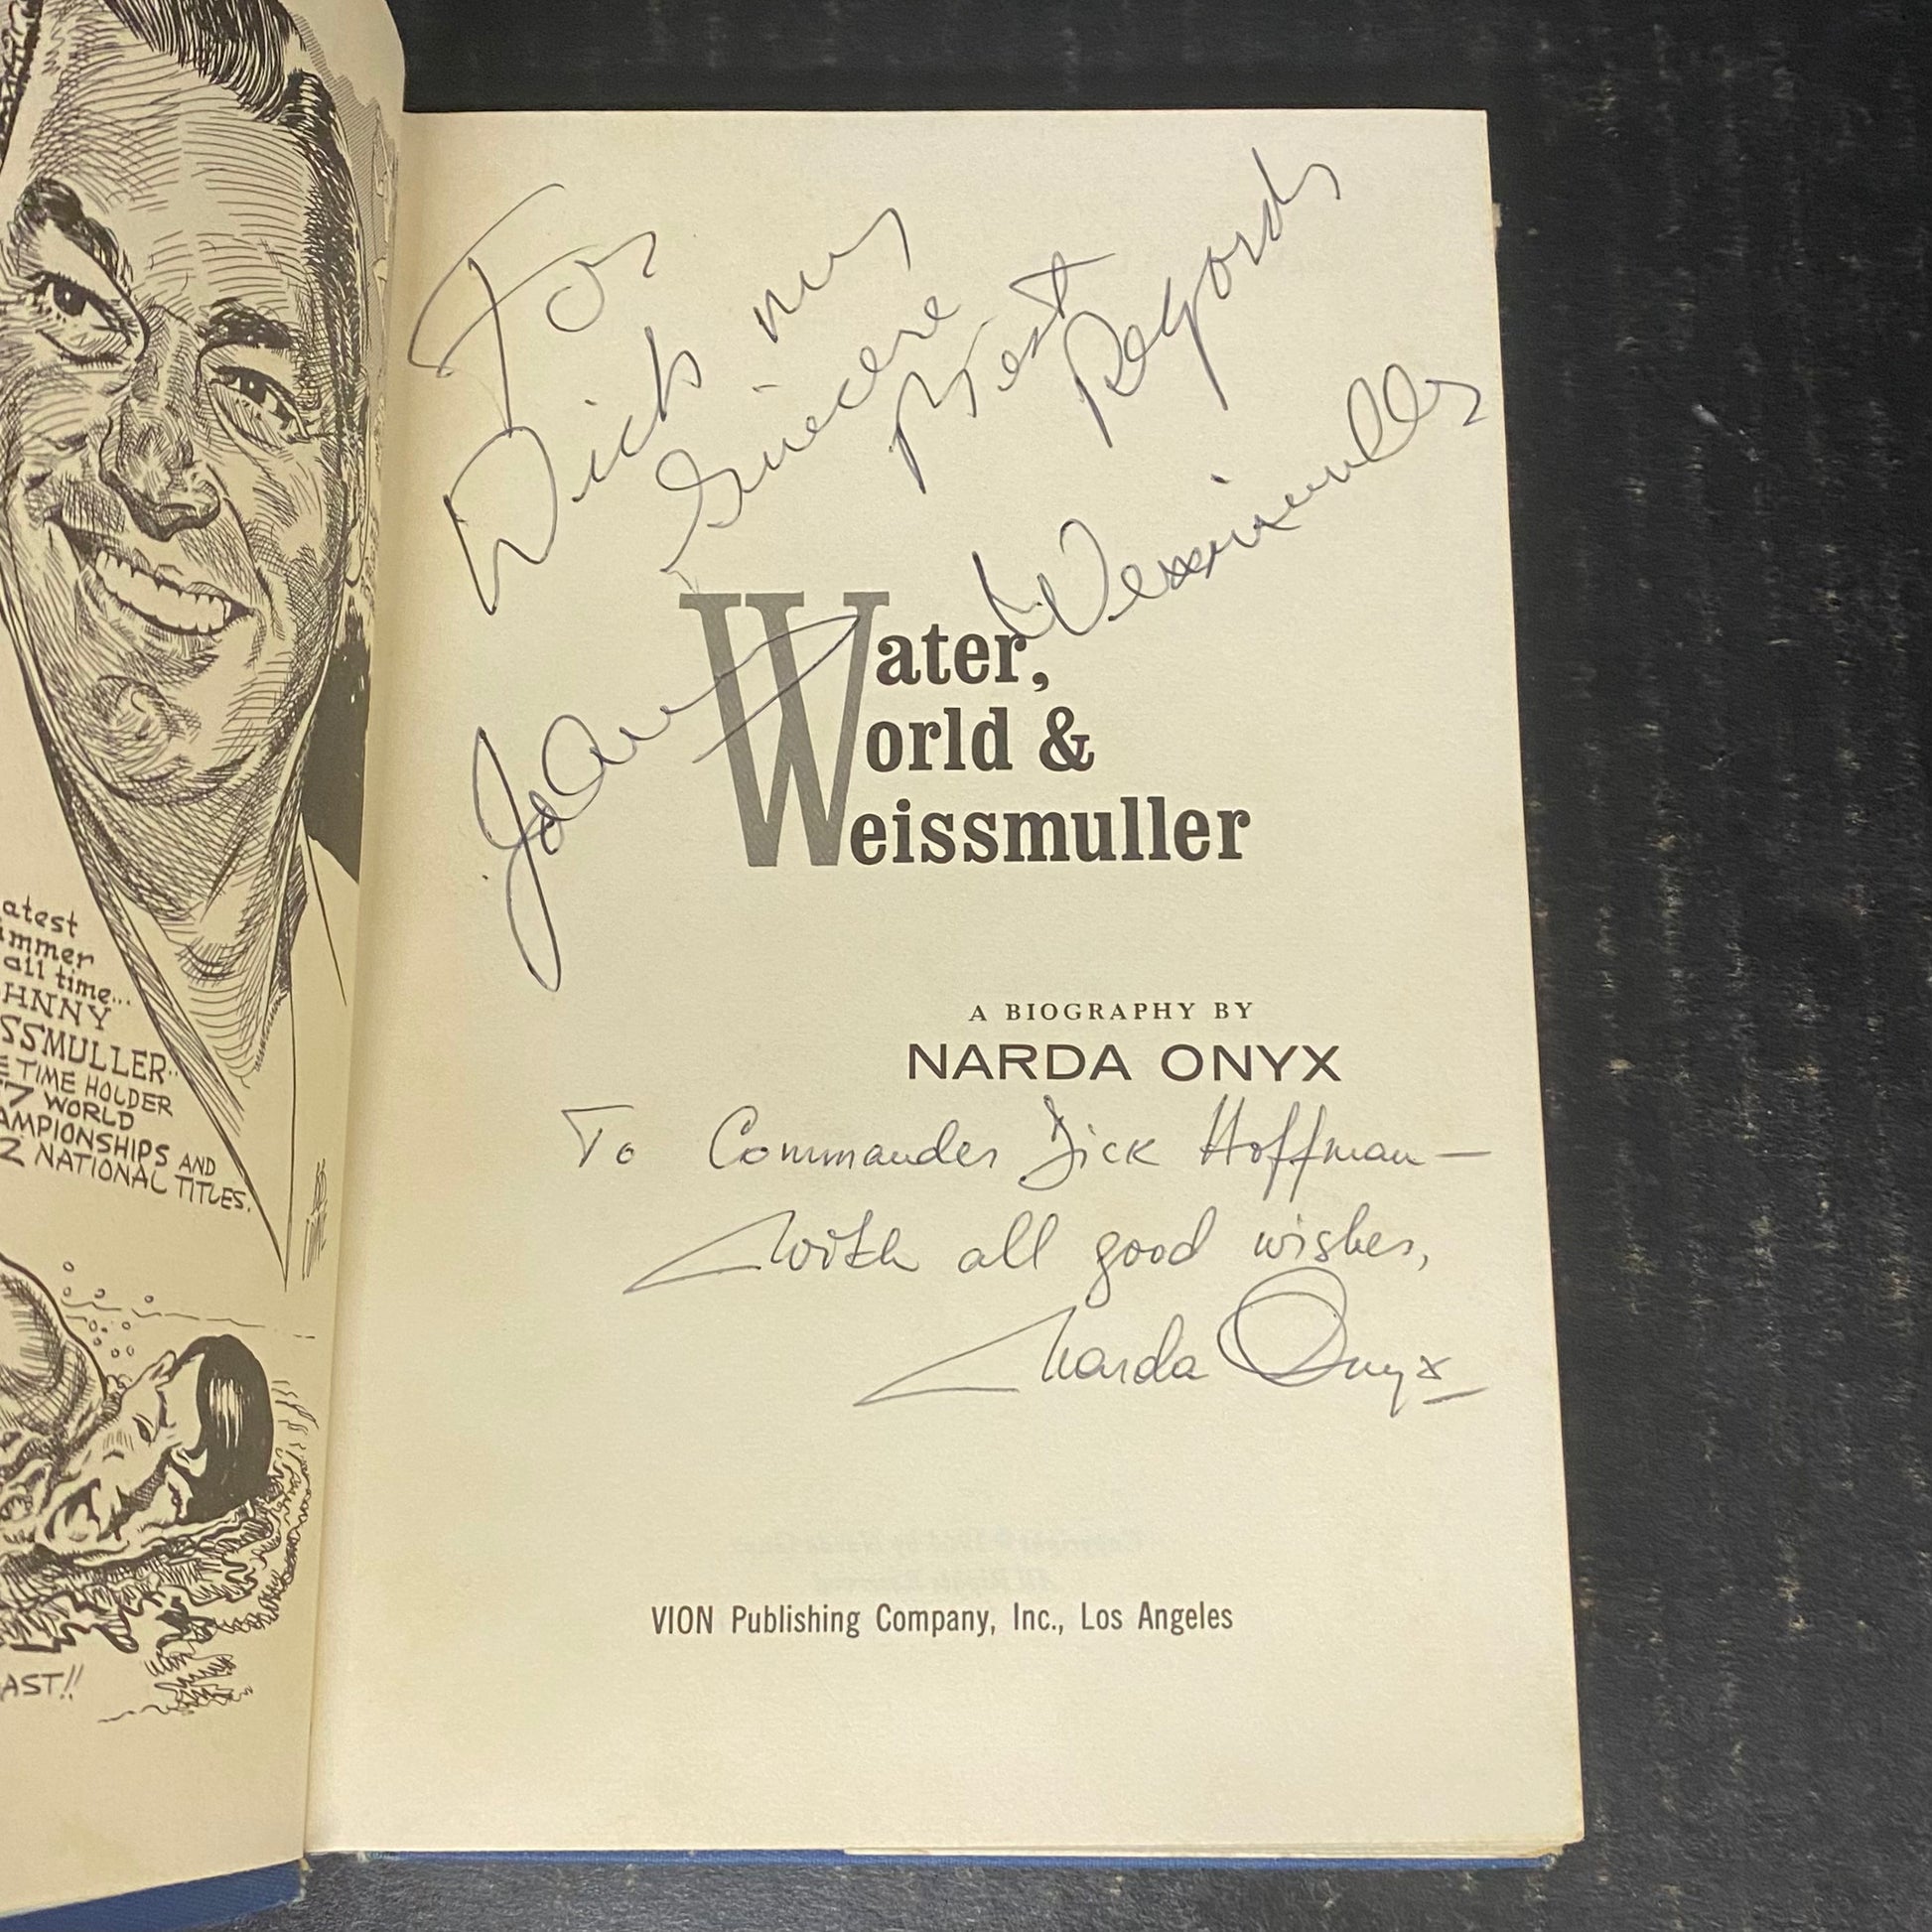 atest
immer
all time...
HNNY
SSMULLER..
E TIME HOLDER
7 WORLD
AMPIONSHIPS AND
2 NATIONAL TITLES.
AST!!
For
Dick my
Sincere
Best
Regards
Johnny Weissmuller
Water,
World &
Weissmuller
A BIOGRAPHY BY
NARDA ONYX
To Commander Dick Hoffman—
with all good wishes,
Narda Onyx
VION Publishing Company, Inc., Los Angeles